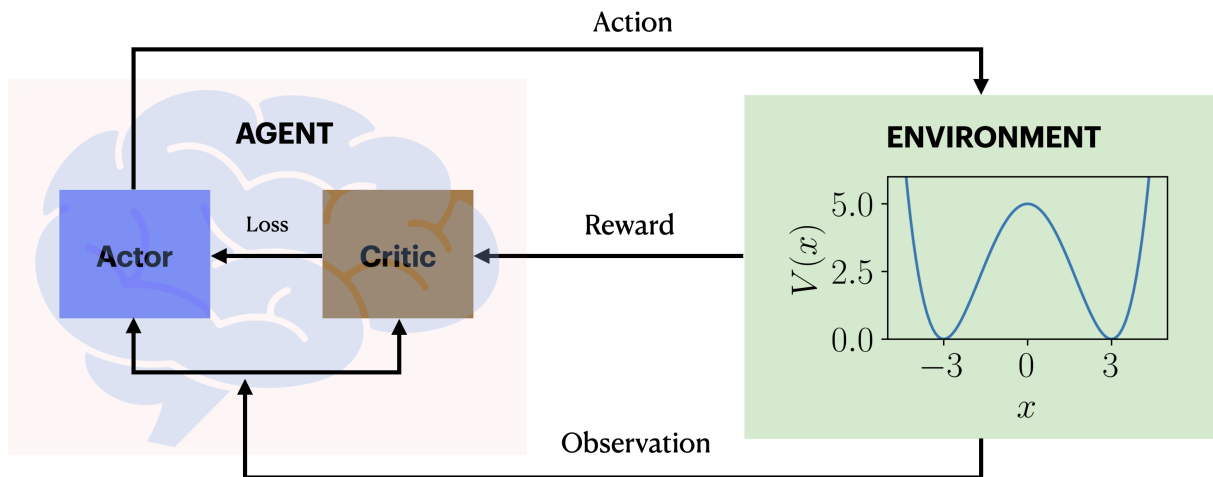 Action
AGENT
ENVIRONMENT
Actor
Loss
Critic
Reward
V(x)
5.0
2.5
0.0
−3
0
3
x
Observation